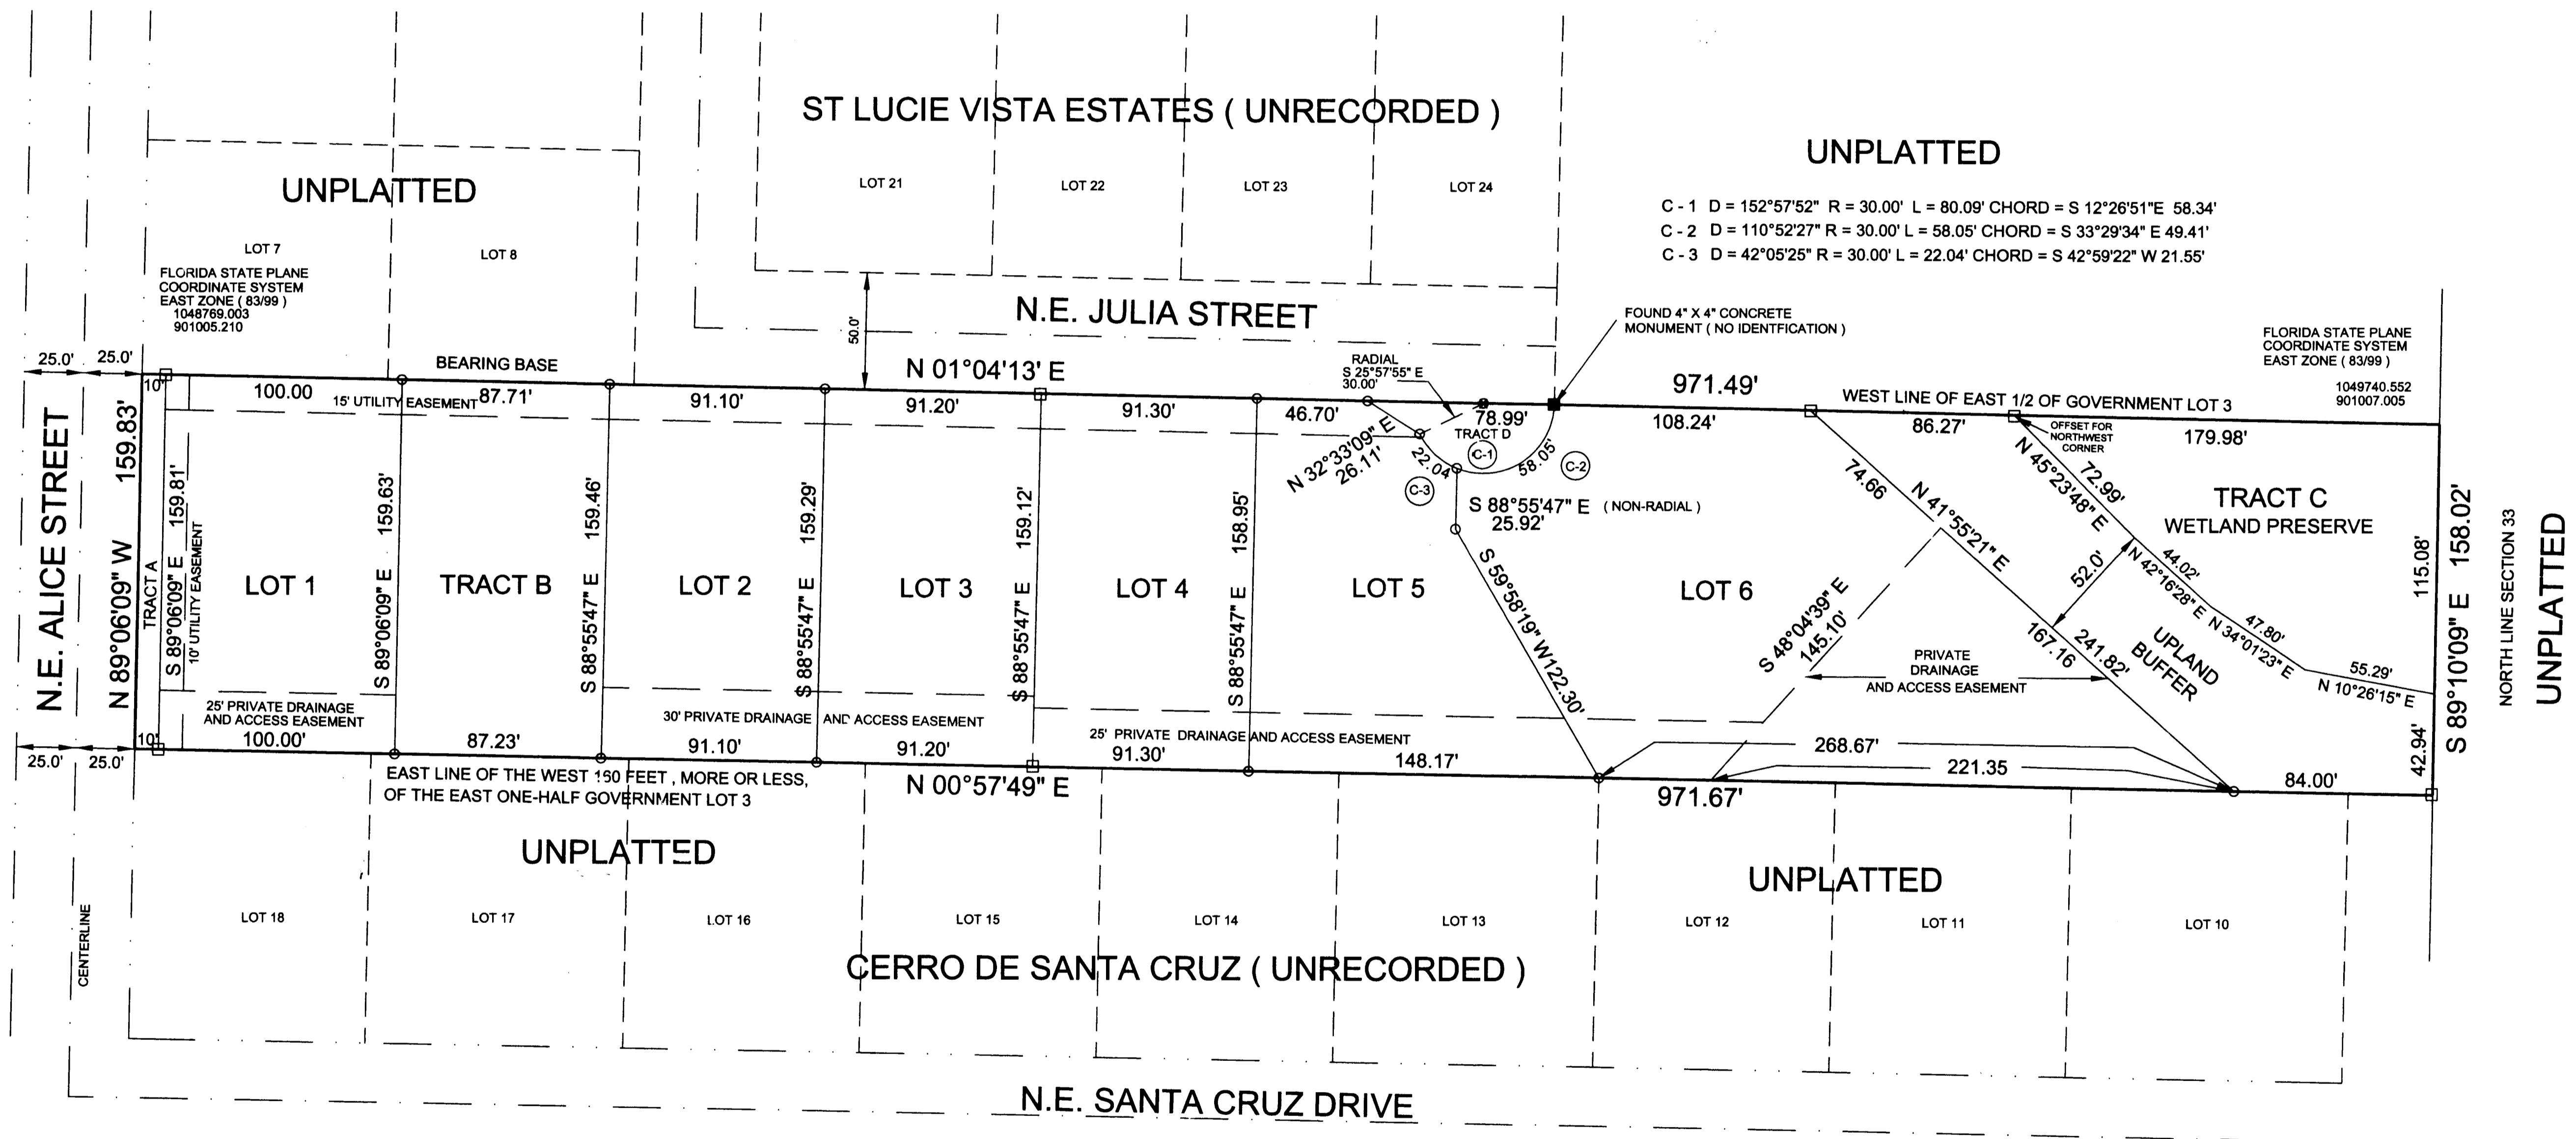 ST LUCIE VISTA ESTATES ( UNRECORDED )
UNPLATTED
UNPLATTED
LOT 21
LOT 22
LOT 23
LOT 24
C - 1 D = 152°57'52" R = 30.00' L = 80.09' CHORD = S 12°26'51"E 58.34'
C - 2 D = 110°52'27" R = 30.00' L = 58.05' CHORD = S 33°29'34" E 49.41'
C - 3 D = 42°05'25" R = 30.00' L = 22.04' CHORD = S 42°59'22" W 21.55'
LOT 7
LOT 8
FLORIDA STATE PLANE
COORDINATE SYSTEM
EAST ZONE ( 83/99 )
1048769.003
901005.210
N.E. JULIA STREET
50.0'
FOUND 4" X 4" CONCRETE
MONUMENT ( NO IDENTFICATION )
FLORIDA STATE PLANE
COORDINATE SYSTEM
EAST ZONE ( 83/99 )
1049740.552
901007.005
25.0'
25.0'
BEARING BASE
N 01°04'13' E
RADIAL
S 25°57'55" E
30.00'
971.49'
WEST LINE OF EAST 1/2 OF GOVERNMENT LOT 3
10'
100.00
15' UTILITY EASEMENT
87.71'
91.10'
91.20'
91.30'
46.70'
78.99'
TRACT D
108.24'
86.27'
OFFSET FOR
NORTHWEST
CORNER
179.98'
N 32°33'09" E
26.11'
22.04
C-1
58.05'
C-2
C-3
S 88°55'47" E ( NON-RADIAL )
25.92'
74.66
N 41°55'21" E
N 45°23'48" E
72.99'
TRACT C
WETLAND PRESERVE
N.E. ALICE STREET
N 89°06'09" W 159.83'
TRACT A
S 89°06'09" E 159.81'
10' UTILITY EASEMENT
LOT 1
S 89°06'09" E 159.63'
TRACT B
S 88°55'47" E 159.46'
LOT 2
S 88°55'47" E 159.29'
LOT 3
S 88°55'47" E 159.12'
LOT 4
S 88°55'47" E 158.95'
LOT 5
S 59°58'19" W122.30'
LOT 6
S 48°04'39" E
145.10'
52.0'
44.02'
N 42°16'28" E
47.80'
N 34°01'23" E
55.29'
N 10°26'15" E
167.16
241.82'
UPLAND
BUFFER
PRIVATE
DRAINAGE
AND ACCESS EASEMENT
115.08'
42.94'
S 89°10'09" E 158.02'
NORTH LINE SECTION 33
UNPLATTED
25' PRIVATE DRAINAGE
AND ACCESS EASEMENT
30' PRIVATE DRAINAGE AND ACCESS EASEMENT
25' PRIVATE DRAINAGE AND ACCESS EASEMENT
10'
100.00'
87.23'
91.10'
91.20'
91.30'
148.17'
268.67'
221.35
84.00'
25.0'
25.0'
EAST LINE OF THE WEST 160 FEET , MORE OR LESS,
OF THE EAST ONE-HALF GOVERNMENT LOT 3
N 00°57'49" E
971.67'
UNPLATTED
UNPLATTED
CENTERLINE
LOT 18
LOT 17
LOT 16
LOT 15
LOT 14
LOT 13
LOT 12
LOT 11
LOT 10
CERRO DE SANTA CRUZ ( UNRECORDED )
N.E. SANTA CRUZ DRIVE